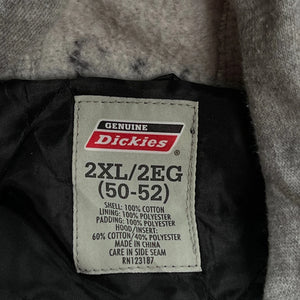 GENUINE
Dickies
2XL/2EG
(50-52)
SHELL: 100% COTTON
LINING: 100% POLYESTER
PADDING: 100% POLYESTER
HOOD/INSERT:
60% COTTON/40% POLYESTER
MADE IN CHINA
CARE IN SIDE SEAM
RN123187